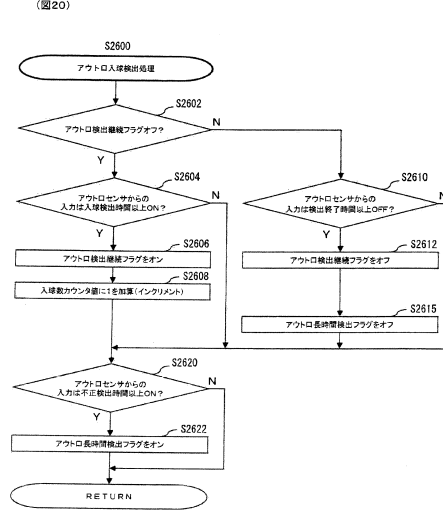 (図20)
S2600
アウトロ入球検出処理
S2602
アウトロ検出継続フラグオフ?
N
Y
S2604
アウトロセンサからの
入力は入球検出時間以上ON?
N
Y
S2606
アウトロ検出継続フラグをオン
S2608
入球数カウンタ値に1を加算(インクリメント)
S2610
アウトロセンサからの
入力は検出終了時間以上OFF?
N
Y
S2612
アウトロ検出継続フラグをオフ
S2615
アウトロ長時間検出フラグをオフ
S2620
アウトロセンサからの
入力は不正検出時間以上ON?
N
Y
S2622
アウトロ長時間検出フラグをオン
RETURN